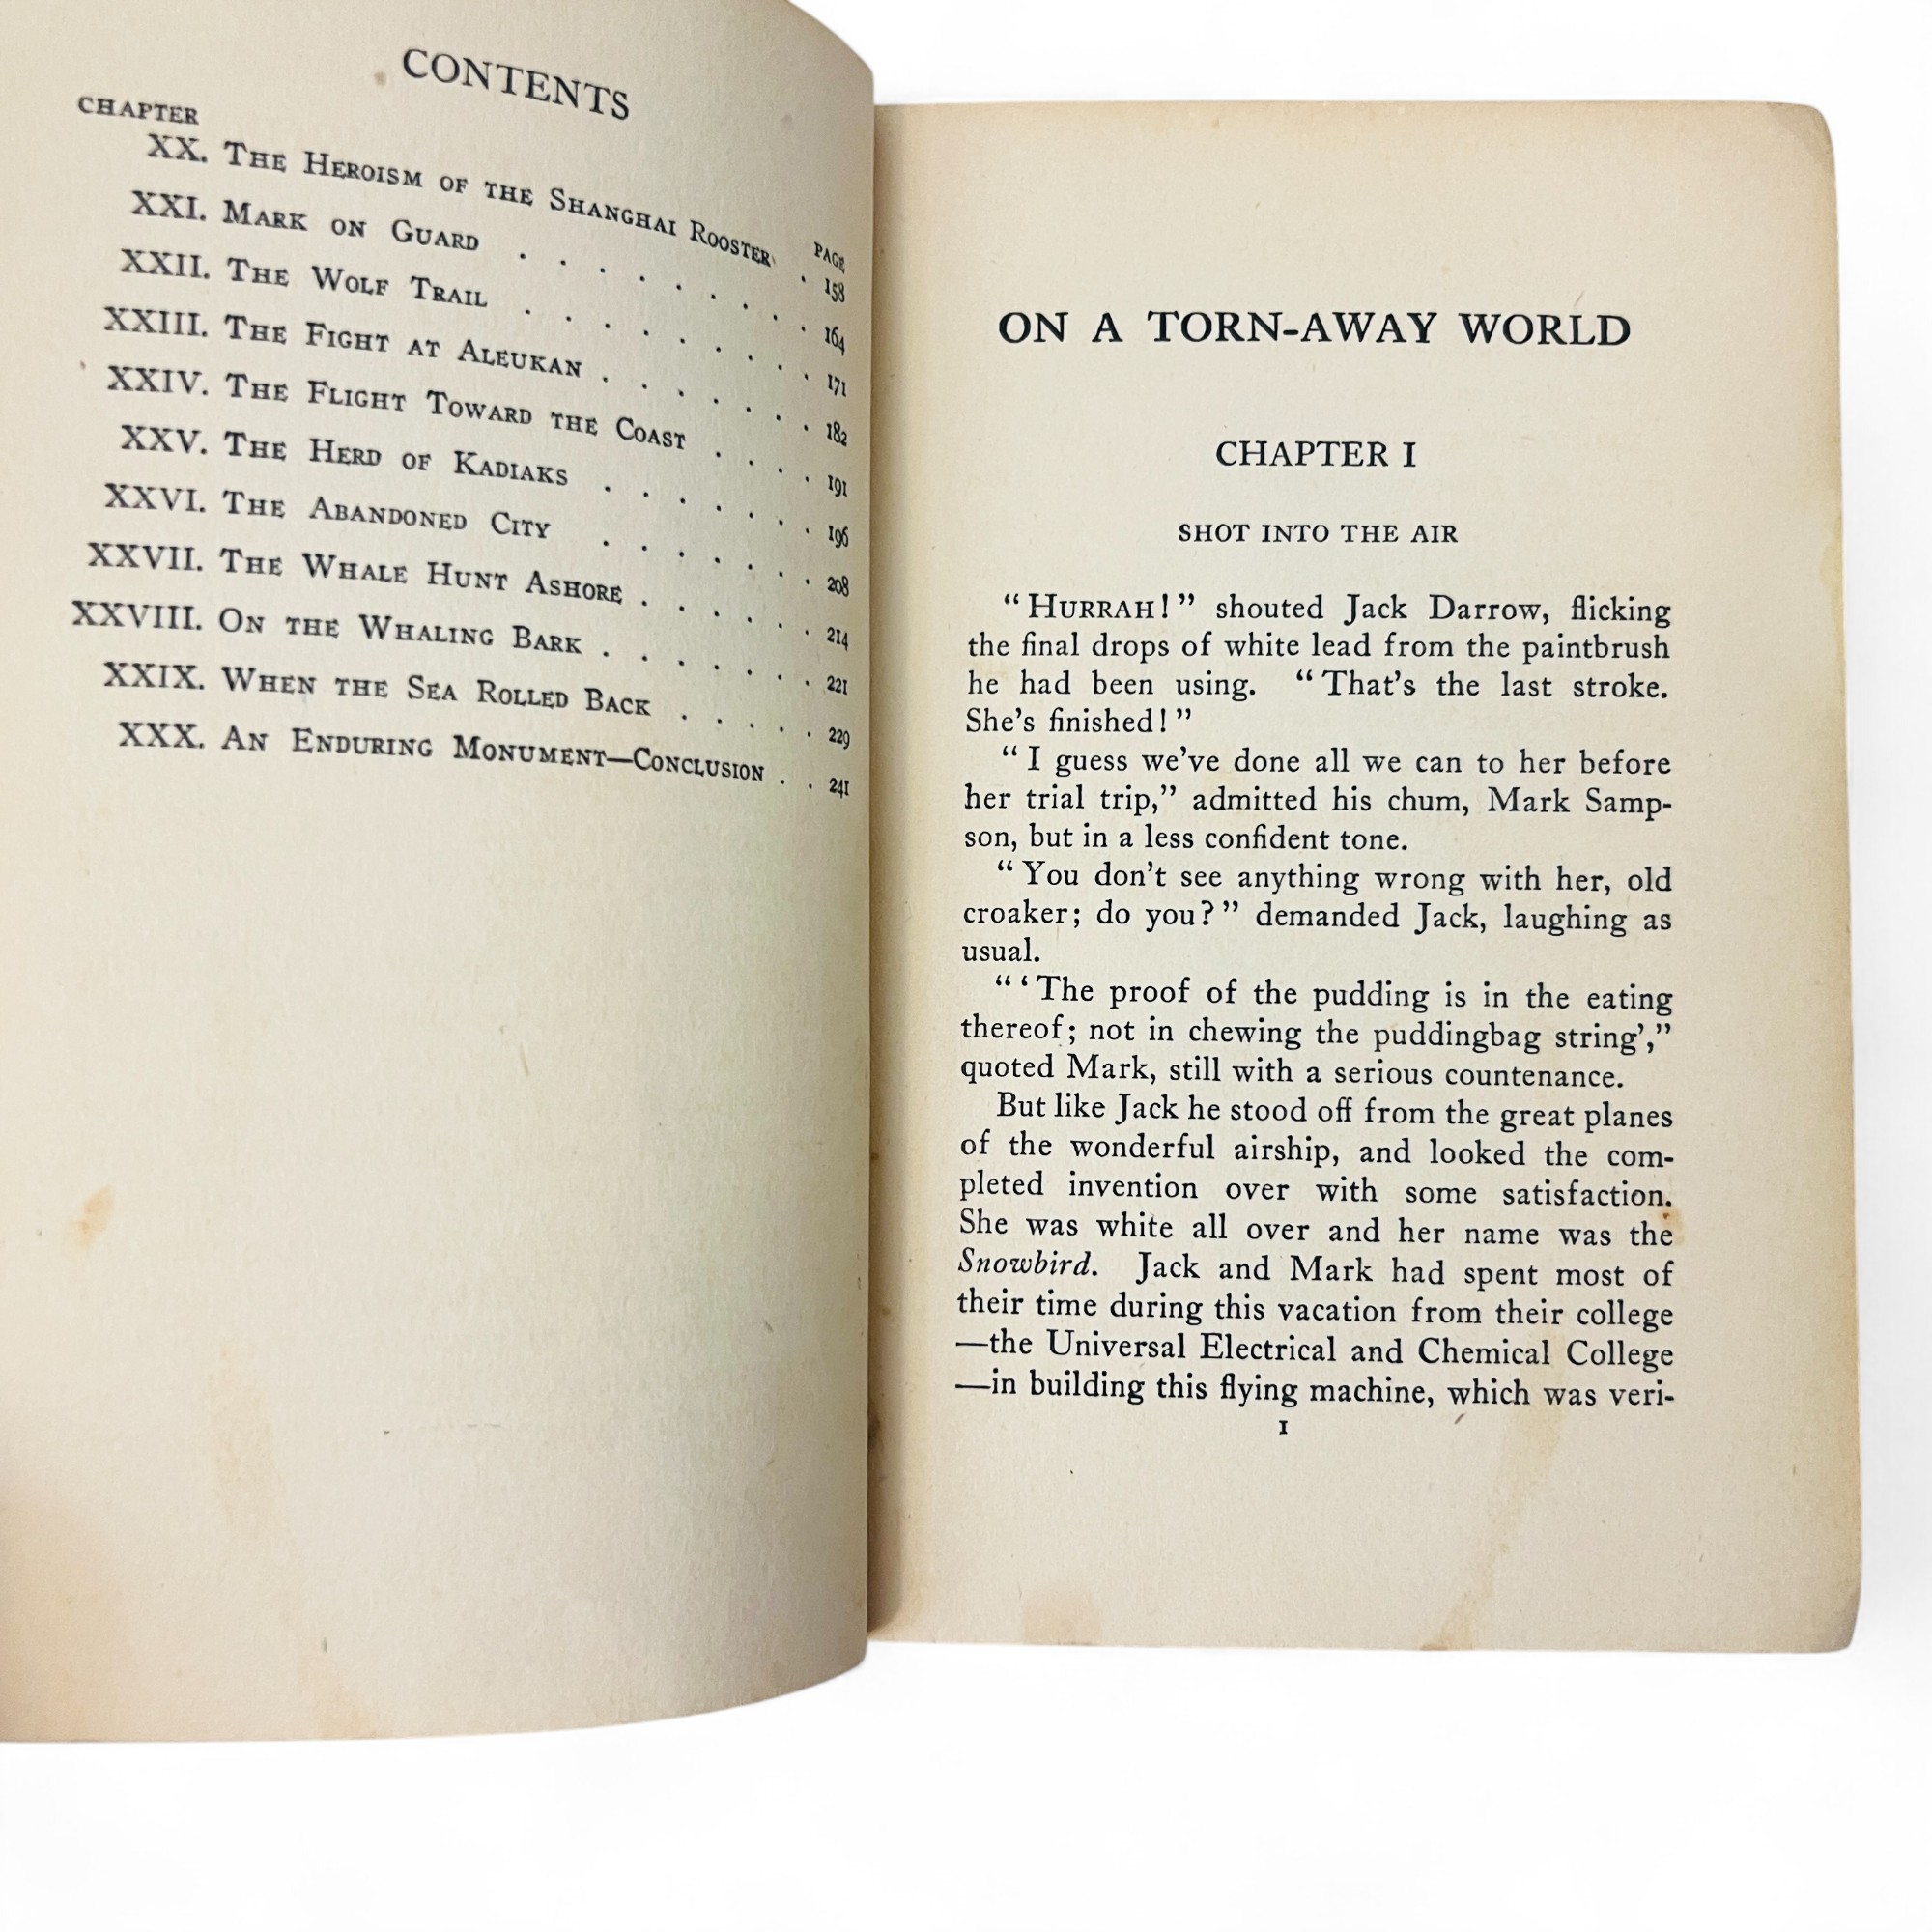 CONTENTS
CHAPTER
PAGE
XX. The Heroism of the Shanghai Rooster . 158
XXI. Mark on Guard . . . . . . . . 164
XXII. The Wolf Trail . . . . . . . . 171
XXIII. The Fight at Aleukan . . . . . . 182
XXIV. The Flight Toward the Coast . . . . 191
XXV. The Herd of Kadiaks . . . . . . 196
XXVI. The Abandoned City . . . . . . 208
XXVII. The Whale Hunt Ashore . . . . . 214
XXVIII. On the Whaling Bark . . . . . . 221
XXIX. When the Sea Rolled Back . . . . 229
XXX. An Enduring Monument—Conclusion . . 241
ON A TORN-AWAY WORLD
CHAPTER I
SHOT INTO THE AIR
“Hurrah!” shouted Jack Darrow, flicking
the final drops of white lead from the paintbrush
he had been using. “That’s the last stroke.
She’s finished!”
“I guess we’ve done all we can to her before
her trial trip,” admitted his chum, Mark Samp-
son, but in a less confident tone.
“You don’t see anything wrong with her, old
croaker; do you?” demanded Jack, laughing as
usual.
“‘The proof of the pudding is in the eating
thereof; not in chewing the puddingbag string’,”
quoted Mark, still with a serious countenance.
But like Jack he stood off from the great planes
of the wonderful airship, and looked the com-
pleted invention over with some satisfaction.
She was white all over and her name was the
Snowbird. Jack and Mark had spent most of
their time during this vacation from their college
—the Universal Electrical and Chemical College
—in building this flying machine, which was veri-
1